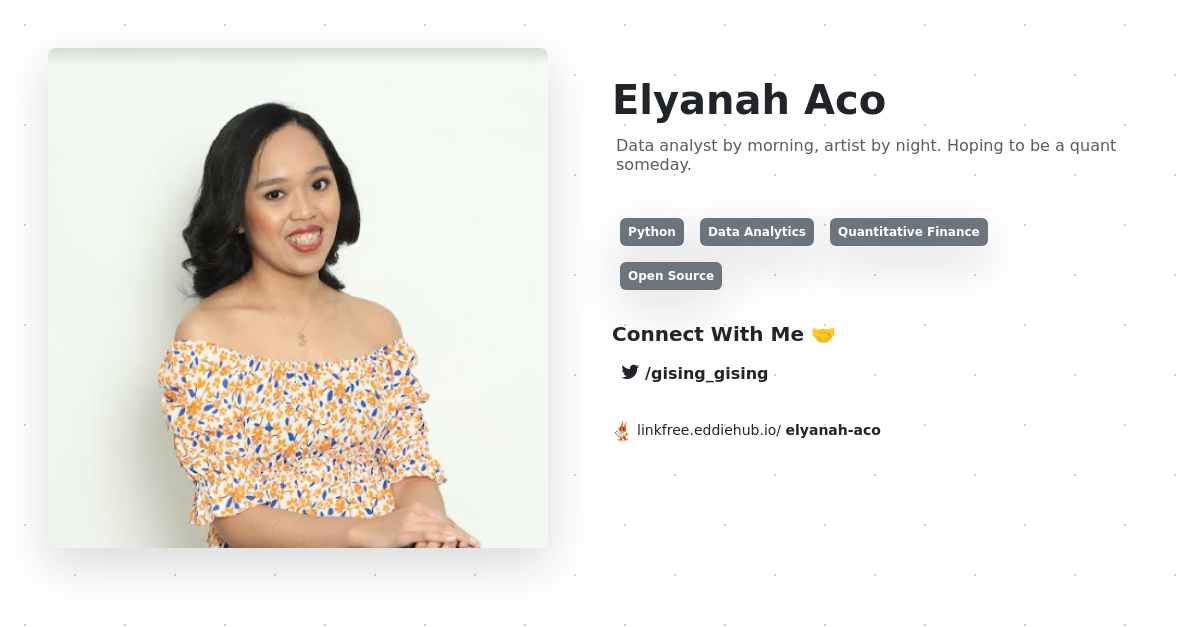 Elyanah Aco
Data analyst by morning, artist by night. Hoping to be a quant
someday.
Python Data Analytics Quantitative Finance
Open Source
Connect With Me 🤝
/gising_gising
linkfree.eddiehub.io/ elyanah-aco